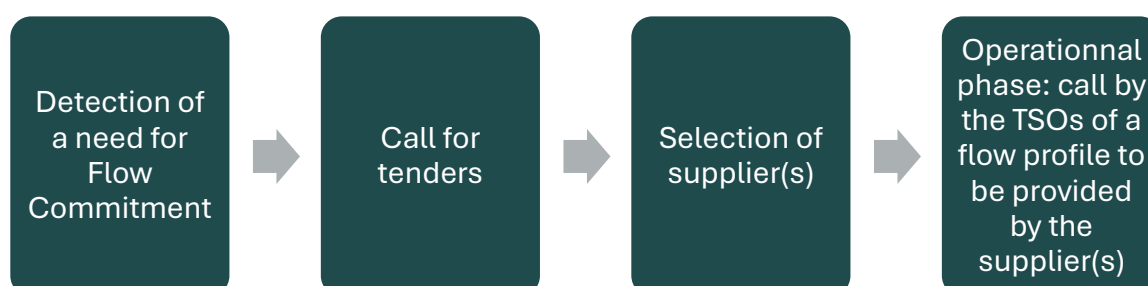 Detection of
a need for
Flow
Commitment
Call for
tenders
Selection of
supplier(s)
Operationnal
phase: call by
the TSOs of a
flow profile to
be provided
by the
supplier(s)